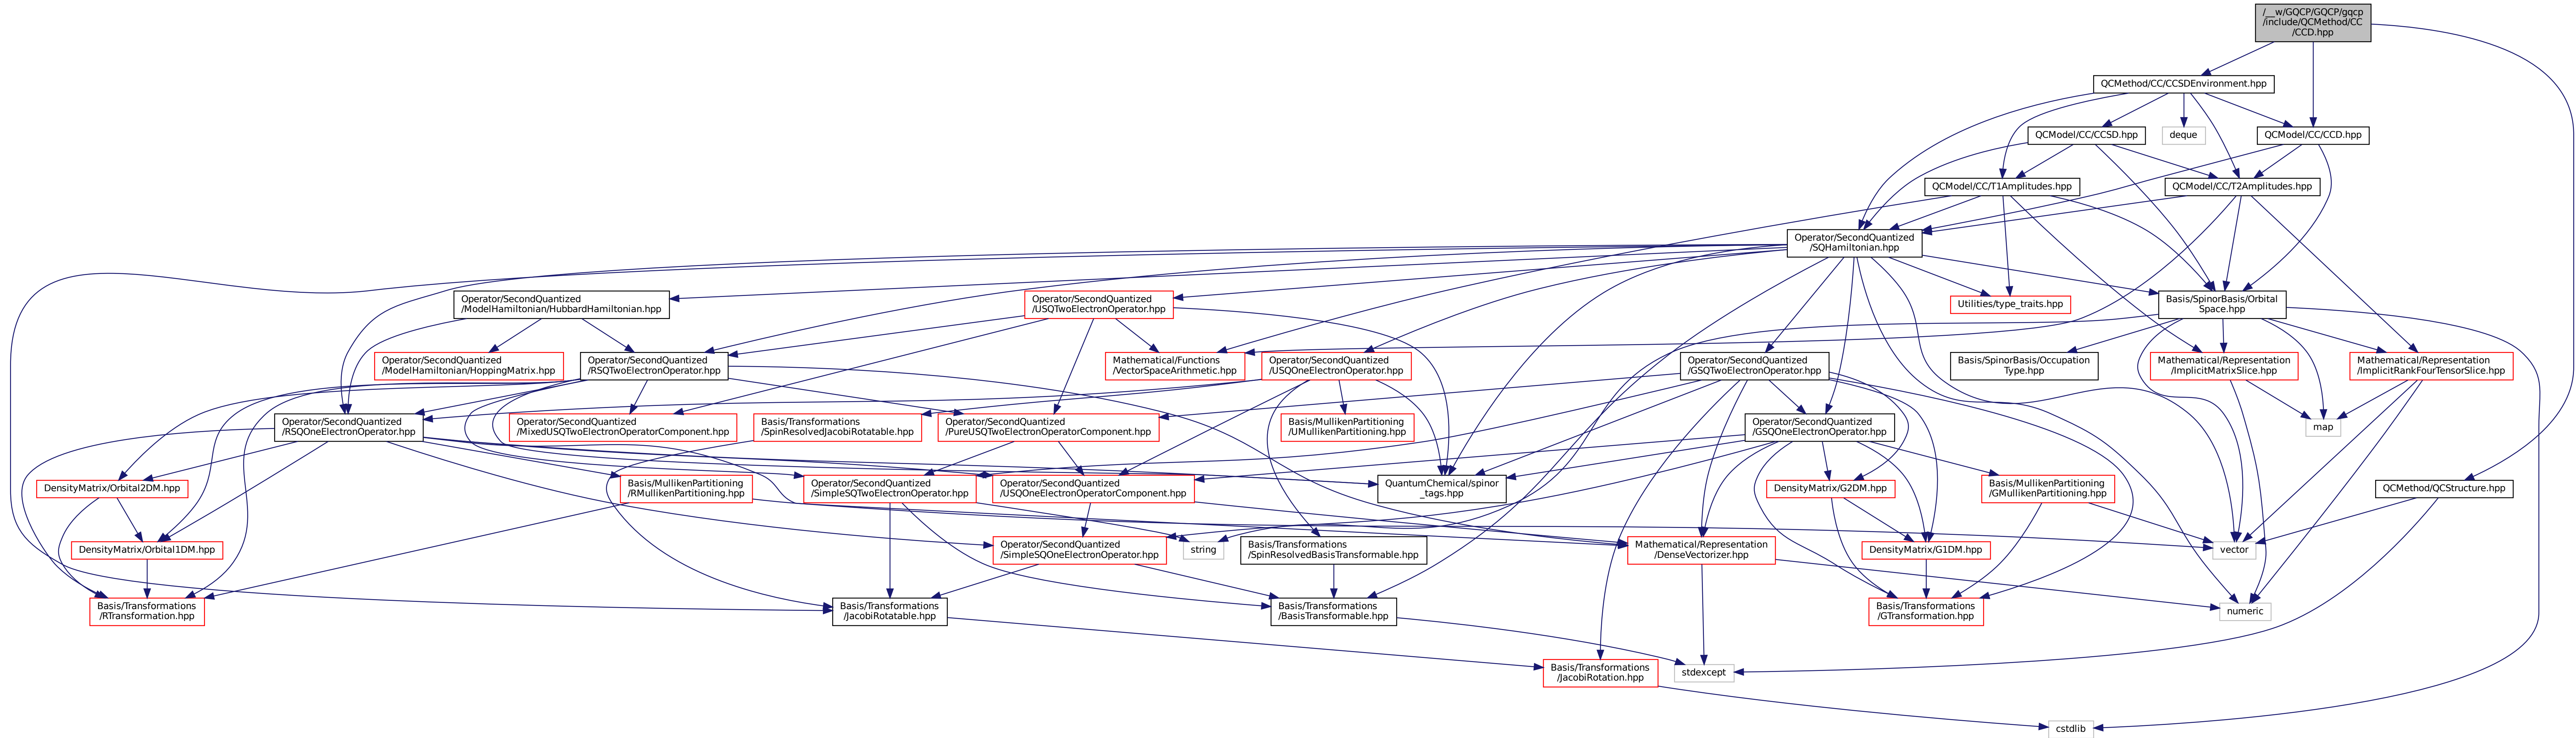 /__w/GQCP/GQCP/gqcp
/include/QCMethod/CC
/CCD.hpp
QCMethod/CC/CCSDEnvironment.hpp
QCModel/CC/CCSD.hpp
deque
QCModel/CC/CCD.hpp
QCModel/CC/T1Amplitudes.hpp
QCModel/CC/T2Amplitudes.hpp
Operator/SecondQuantized
/SQHamiltonian.hpp
Operator/SecondQuantized
/ModelHamiltonian/HubbardHamiltonian.hpp
Operator/SecondQuantized
/USQTwoElectronOperator.hpp
Utilities/type_traits.hpp
Basis/SpinorBasis/Orbital
Space.hpp
Operator/SecondQuantized
/ModelHamiltonian/HoppingMatrix.hpp
Operator/SecondQuantized
/RSQTwoElectronOperator.hpp
Mathematical/Functions
/VectorSpaceArithmetic.hpp
Operator/SecondQuantized
/USQOneElectronOperator.hpp
Operator/SecondQuantized
/GSQTwoElectronOperator.hpp
Basis/SpinorBasis/Occupation
Type.hpp
Mathematical/Representation
/ImplicitMatrixSlice.hpp
Mathematical/Representation
/ImplicitRankFourTensorSlice.hpp
Operator/SecondQuantized
/RSQOneElectronOperator.hpp
Operator/SecondQuantized
/MixedUSQTwoElectronOperatorComponent.hpp
Basis/Transformations
/SpinResolvedJacobiRotatable.hpp
Operator/SecondQuantized
/PureUSQTwoElectronOperatorComponent.hpp
Basis/MullikenPartitioning
/UMullikenPartitioning.hpp
Operator/SecondQuantized
/GSQOneElectronOperator.hpp
map
DensityMatrix/Orbital2DM.hpp
Basis/MullikenPartitioning
/RMullikenPartitioning.hpp
Operator/SecondQuantized
/SimpleSQTwoElectronOperator.hpp
Operator/SecondQuantized
/USQOneElectronOperatorComponent.hpp
QuantumChemical/spinor
_tags.hpp
DensityMatrix/G2DM.hpp
Basis/MullikenPartitioning
/GMullikenPartitioning.hpp
QCMethod/QCStructure.hpp
DensityMatrix/Orbital1DM.hpp
Operator/SecondQuantized
/SimpleSQOneElectronOperator.hpp
string
Basis/Transformations
/SpinResolvedBasisTransformable.hpp
Mathematical/Representation
/DenseVectorizer.hpp
DensityMatrix/G1DM.hpp
vector
Basis/Transformations
/RTransformation.hpp
Basis/Transformations
/JacobiRotatable.hpp
Basis/Transformations
/BasisTransformable.hpp
Basis/Transformations
/GTransformation.hpp
numeric
Basis/Transformations
/JacobiRotation.hpp
stdexcept
cstdlib